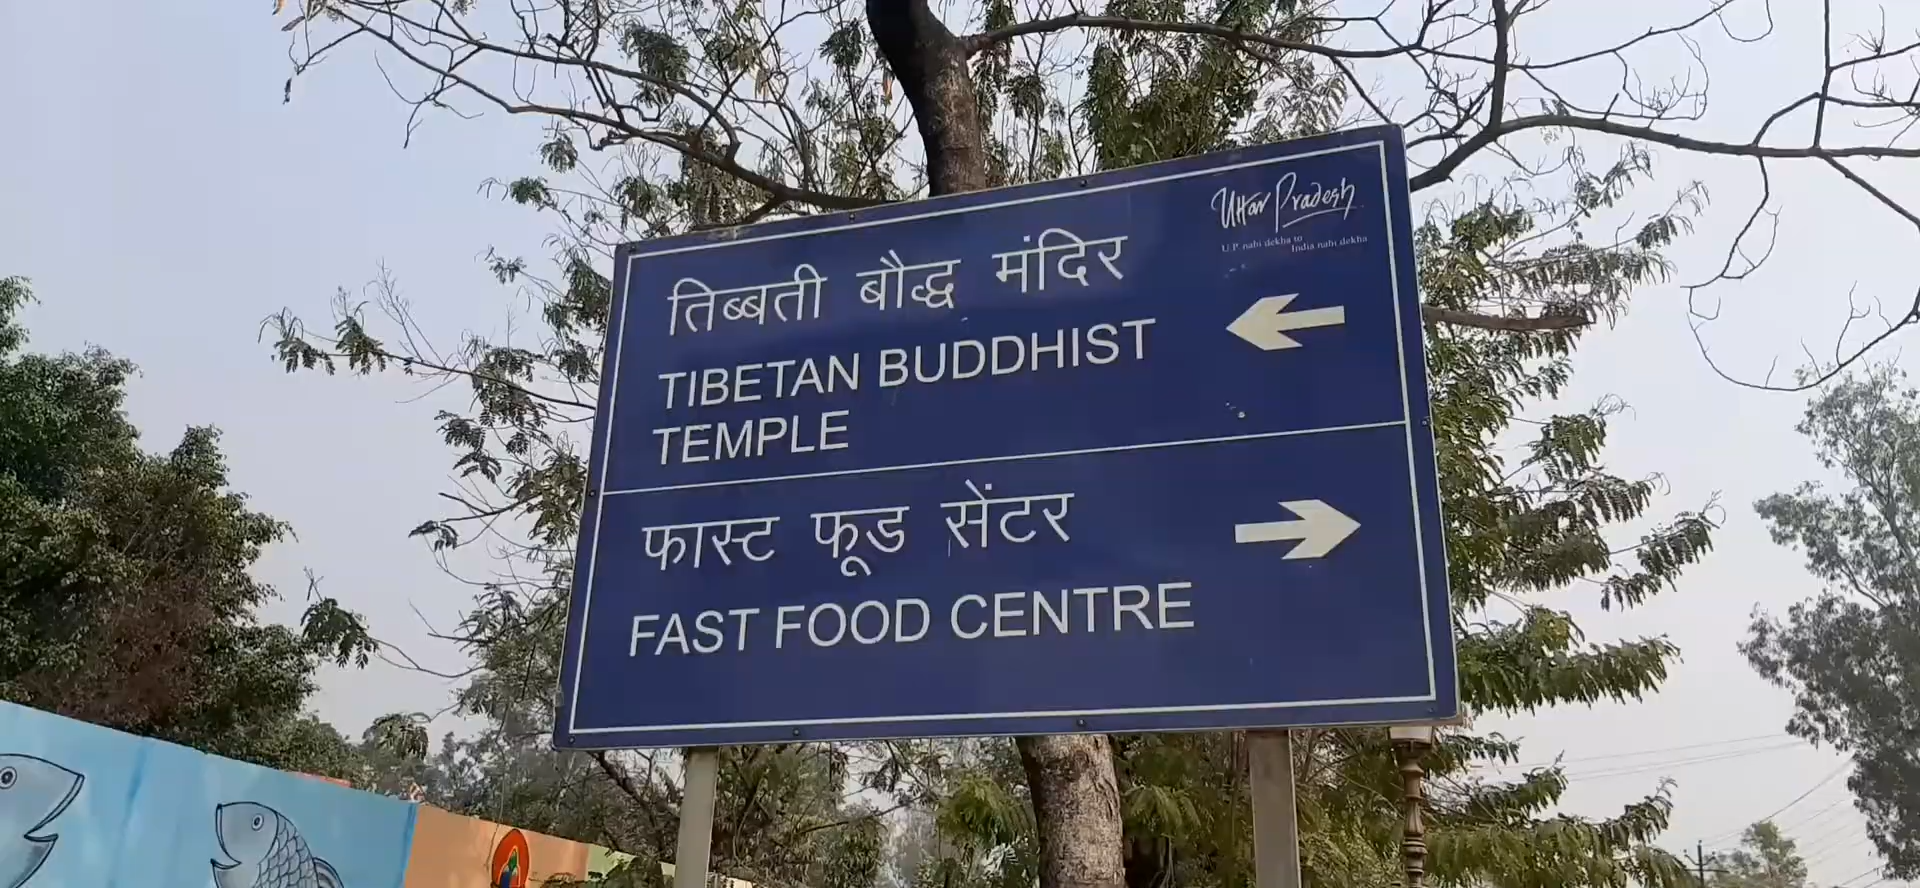 Uttar Pradesh
U.P. nahi dekha to
India nahi dekha
तिब्बती बौद्ध मंदिर
TIBETAN BUDDHIST
TEMPLE
फास्ट फूड सेंटर
FAST FOOD CENTRE